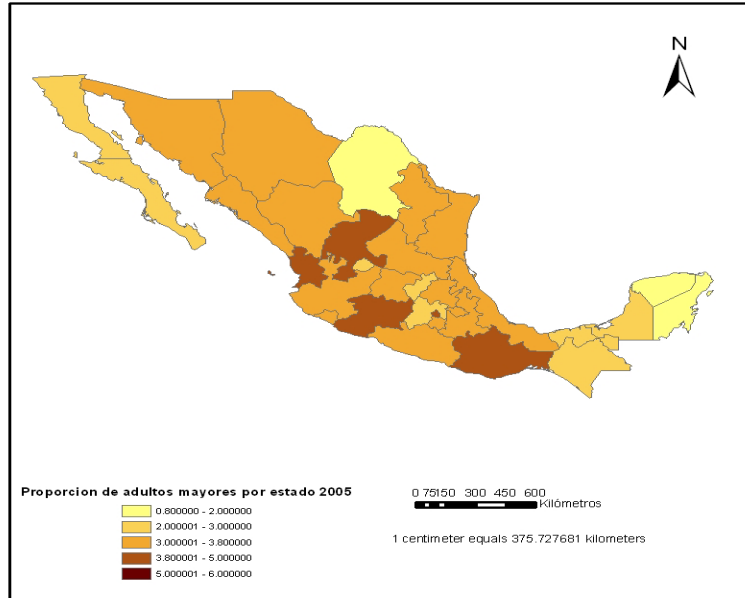 N
Proporcion de adultos mayores por estado 2005
0.800000 - 2.000000
2.000001 - 3.000000
3.000001 - 3.800000
3.800001 - 5.000000
5.000001 - 6.000000
0 75150 300 450 600
Kilómetros
1 centimeter equals 375.727681 kilometers